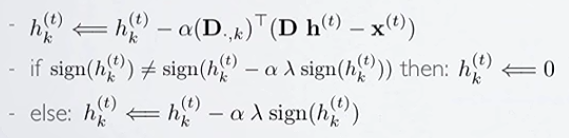 - h_k^{(t)} ⟸ h_k^{(t)} − α(D_{·,k})^⊤(D h^{(t)} − x^{(t)})
- if sign(h_k^{(t)}) ≠ sign(h_k^{(t)} − α λ sign(h_k^{(t)})) then: h_k^{(t)} ⟸ 0
- else: h_k^{(t)} ⟸ h_k^{(t)} − α λ sign(h_k^{(t)})